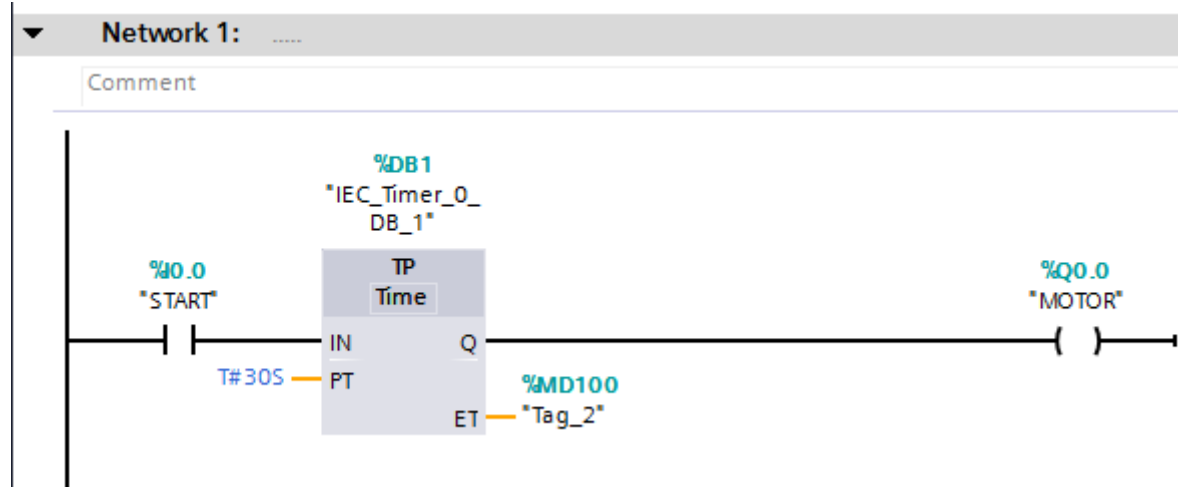 Network 1: .....
Comment
%DB1
"IEC_Timer_0_
DB_1"
%I0.0
"START"
TP
Time
%Q0.0
"MOTOR"
IN Q
T#30S PT
%MD100
ET "Tag_2"